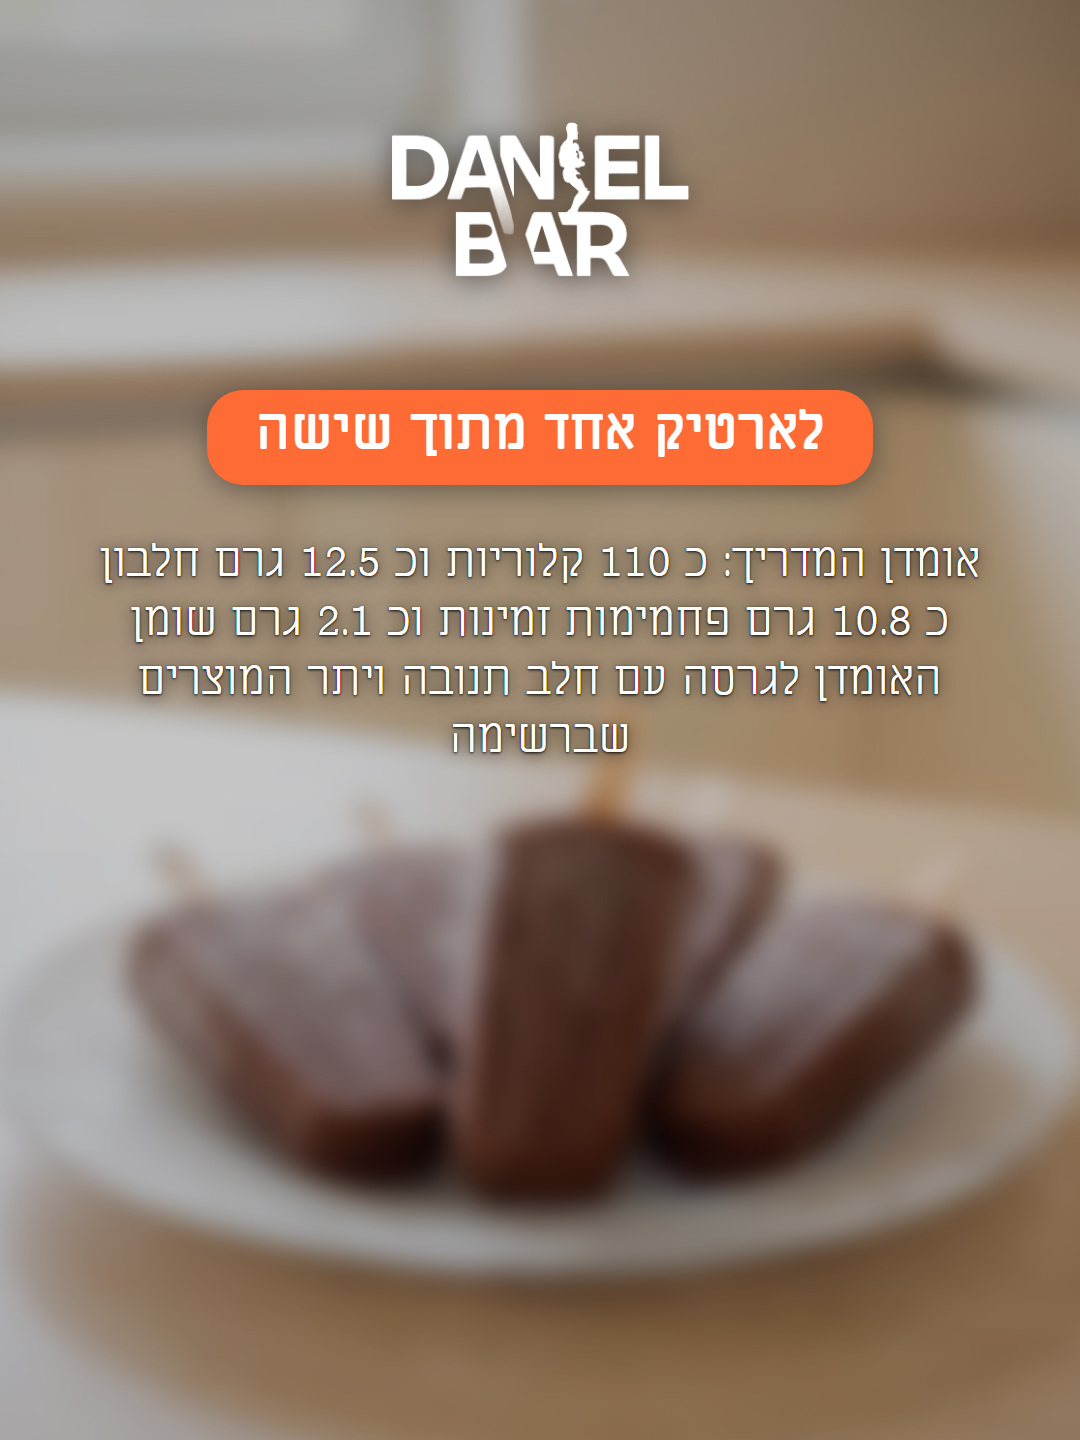 DANIEL
BAR
לארטיק אחד מתוך שישה
אומדן המדריך: כ 110 קלוריות וכ 12.5 גרם חלבון
כ 10.8 גרם פחמימות זמינות וכ 2.1 גרם שומן
האומדן לגרסה עם חלב תנובה ויתר המוצרים
שברשימה